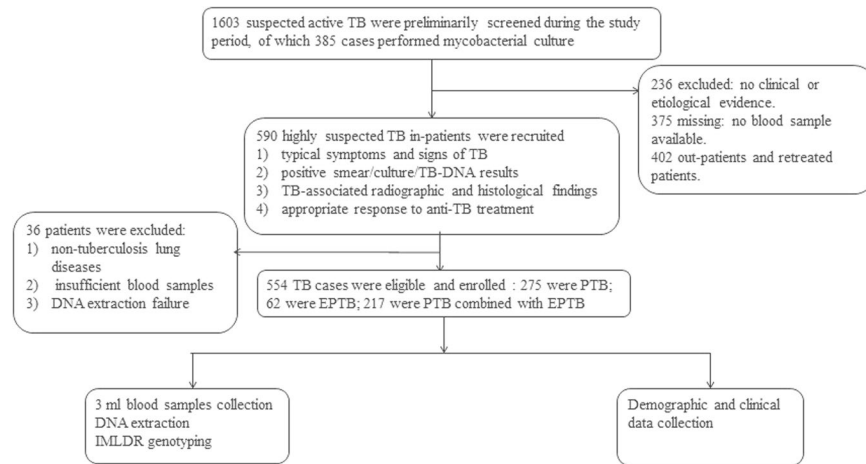 1603 suspected active TB were preliminarily screened during the study
period, of which 385 cases performed mycobacterial culture
236 excluded: no clinical or
etiological evidence.
375 missing: no blood sample
available.
402 out-patients and retreated
patients.
590 highly suspected TB in-patients were recruited
1) typical symptoms and signs of TB
2) positive smear/culture/TB-DNA results
3) TB-associated radiographic and histological findings
4) appropriate response to anti-TB treatment
36 patients were excluded:
1) non-tuberculosis lung
diseases
2) insufficient blood samples
3) DNA extraction failure
554 TB cases were eligible and enrolled : 275 were PTB;
62 were EPTB; 217 were PTB combined with EPTB
3 ml blood samples collection
DNA extraction
IMLDR genotyping
Demographic and clinical
data collection